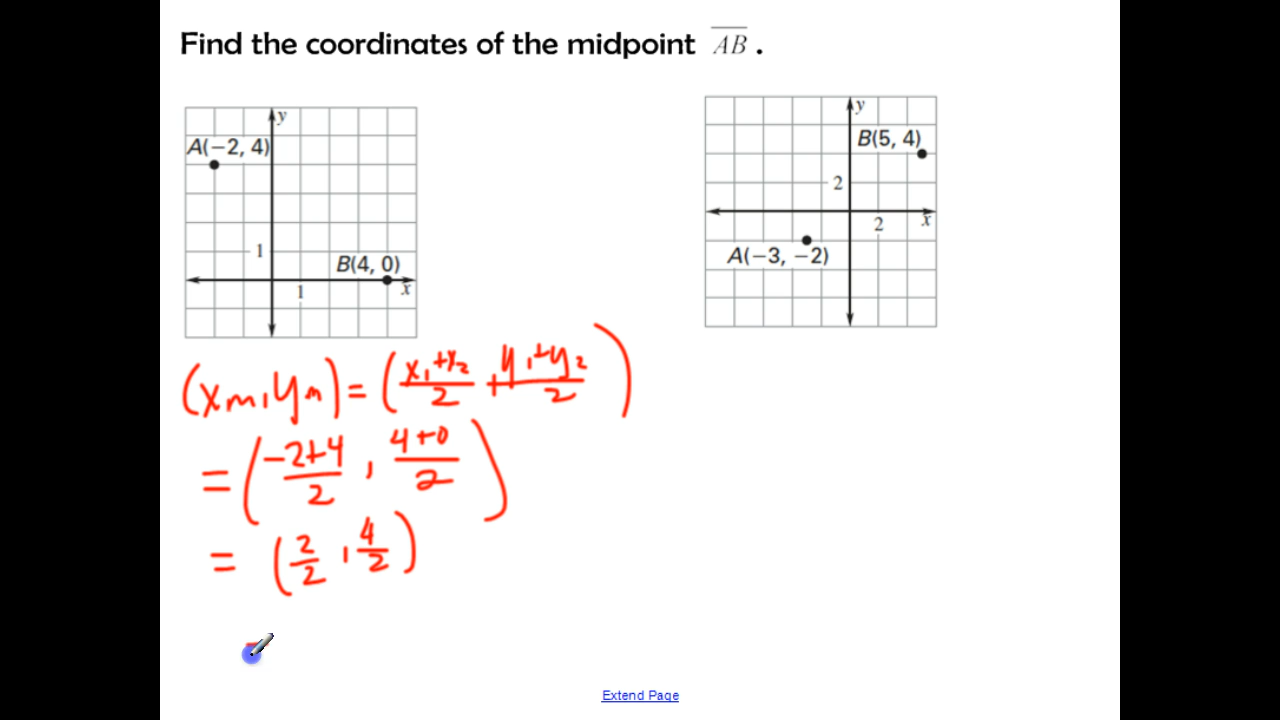 Find the coordinates of the midpoint AB .
y
A(−2, 4)
1
B(4, 0)
1
x
y
B(5, 4)
2
2
x
A(−3, −2)
(xm, ym) = (x₁+x₂/2 , y₁+y₂/2)
= (−2+4/2 , 4+0/2)
= (2/2 , 4/2)
Extend Page